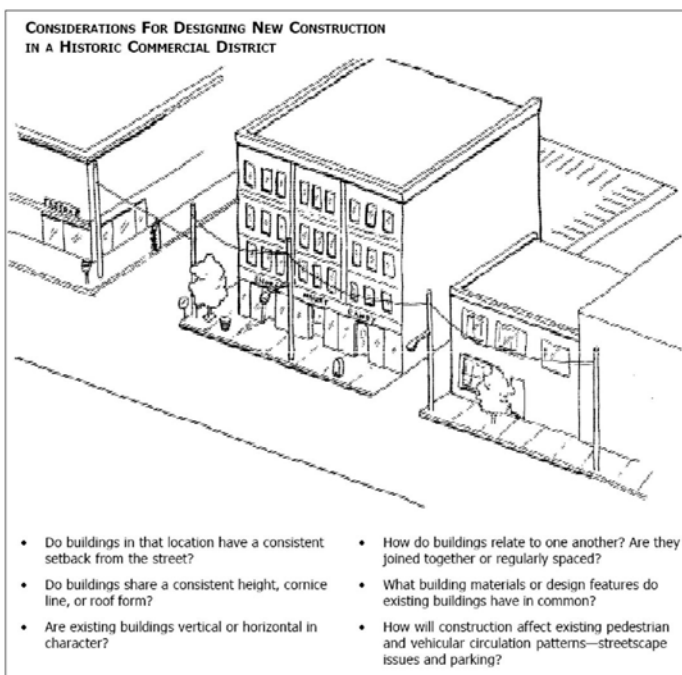 CONSIDERATIONS FOR DESIGNING NEW CONSTRUCTION
IN A HISTORIC COMMERCIAL DISTRICT
• Do buildings in that location have a consistent
setback from the street?
• Do buildings share a consistent height, cornice
line, or roof form?
• Are existing buildings vertical or horizontal in
character?
• How do buildings relate to one another? Are they
joined together or regularly spaced?
• What building materials or design features do
existing buildings have in common?
• How will construction affect existing pedestrian
and vehicular circulation patterns—streetscape
issues and parking?